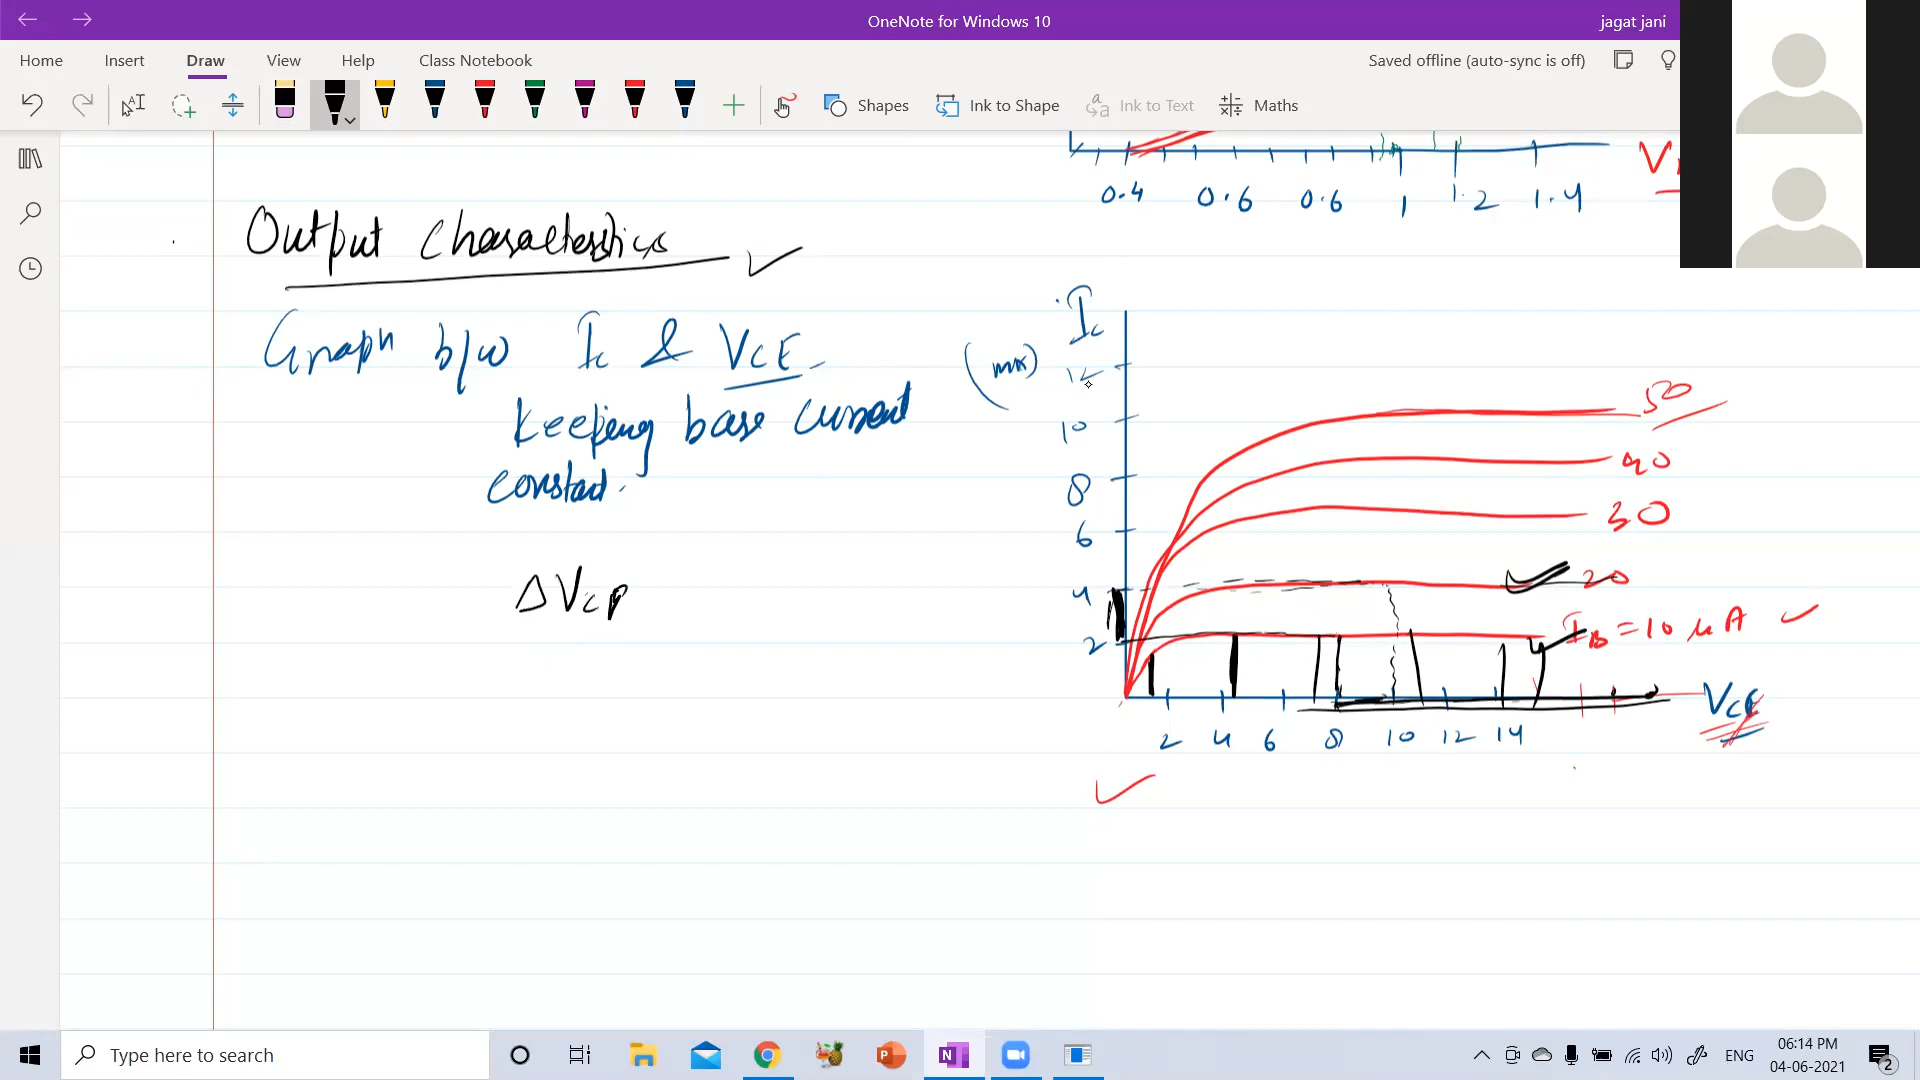 OneNote for Windows 10
jagat jani
Home Insert Draw View Help Class Notebook
Saved offline (auto-sync is off)
Shapes Ink to Shape Ink to Text Maths
0.4 0.6 0.6 1 1.2 1.4
Output Characteristics
Graph b/w Ic & VCE
keeping base current
constant.
ΔVC
Ic
12
10
8
6
4
2
50
40
30
20
IB = 10 μA
VCE
2 4 6 8 10 12 14
Type here to search
ENG
06:14 PM
04-06-2021
2